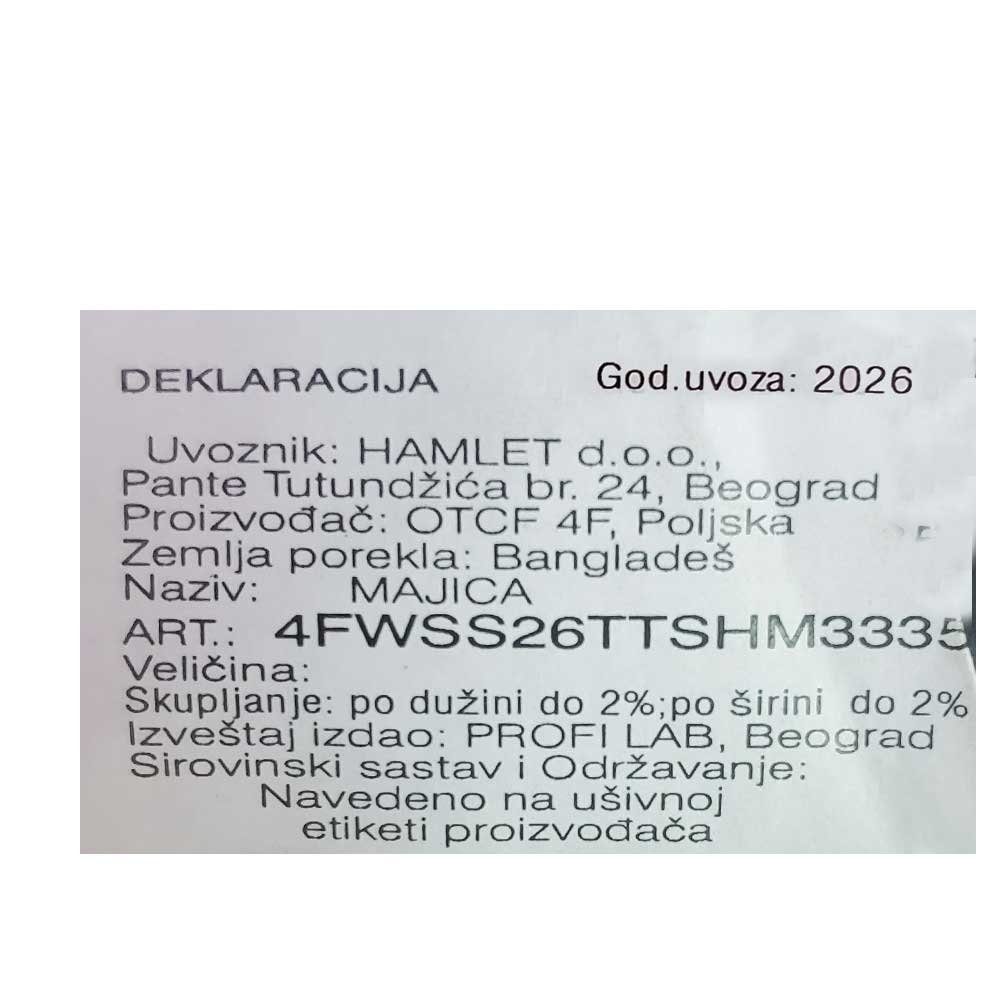 DEKLARACIJA God.uvoza: 2026
Uvoznik: HAMLET d.o.o.,
Pante Tutundžića br. 24, Beograd
Proizvođač: OTCF 4F, Poljska
Zemlja porekla: Bangladeš
Naziv: MAJICA
ART.: 4FWSS26TTSHM3335
Veličina:
Skupljanje: po dužini do 2%;po širini do 2%
Izveštaj izdao: PROFI LAB, Beograd
Sirovinski sastav i Održavanje:
Navedeno na ušivnoj
etiketi proizvođača